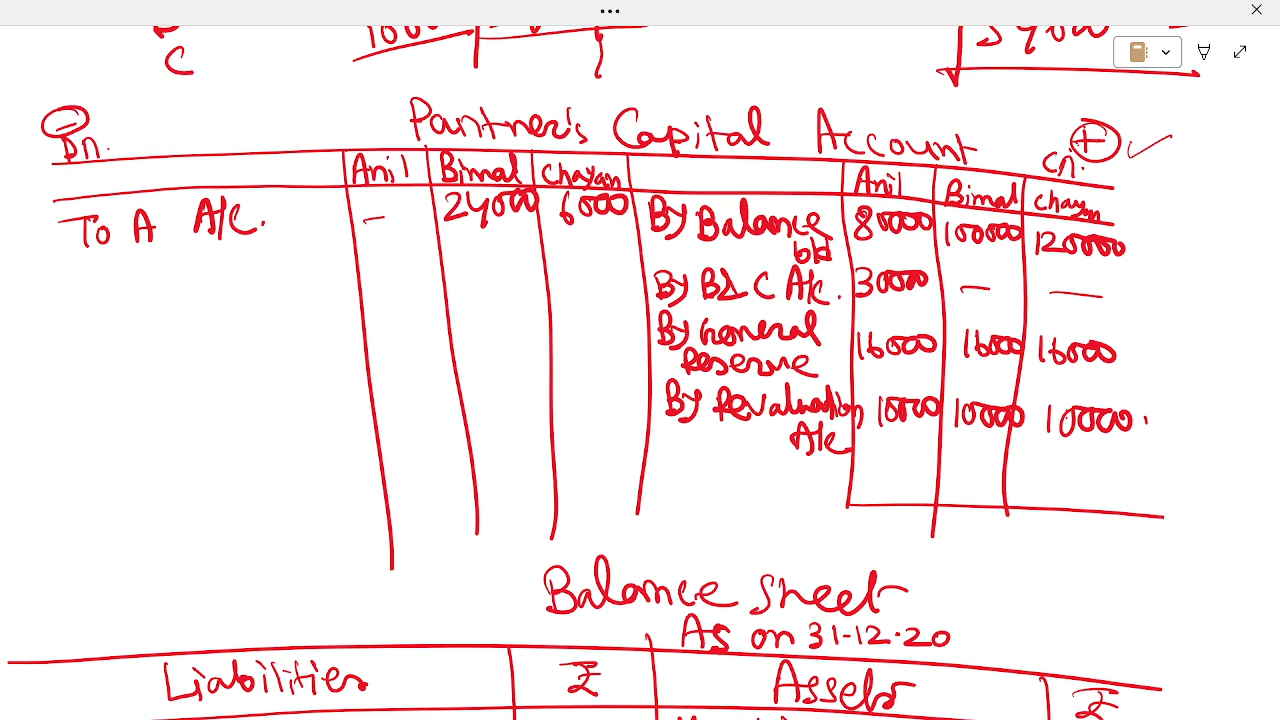 C
Partner's Capital Account
Dr.
Cr.
Anil Bimal Chayan Anil Bimal Chayan
To A A/c. — 24000 6000 By Balance b/d 80000 100000 120000
By B & C A/c. 30000 — —
By General Reserve 16000 16000 16000
By Revaluation A/c 10000 10000 10000
Balance Sheet
As on 31-12-20
Liabilities ₹ Assets ₹